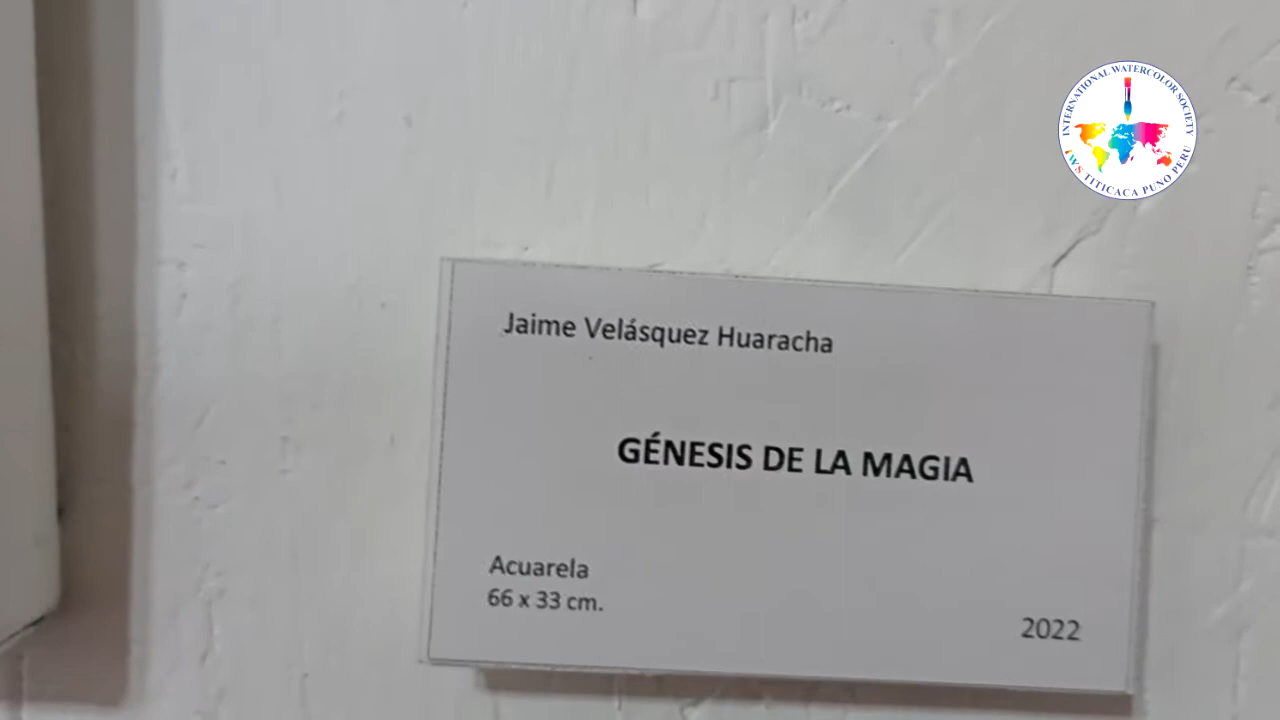 INTERNATIONAL WATERCOLOR SOCIETY
IWS TITICACA PUNO PERU
Jaime Velásquez Huaracha
GÉNESIS DE LA MAGIA
Acuarela
66 x 33 cm.
2022